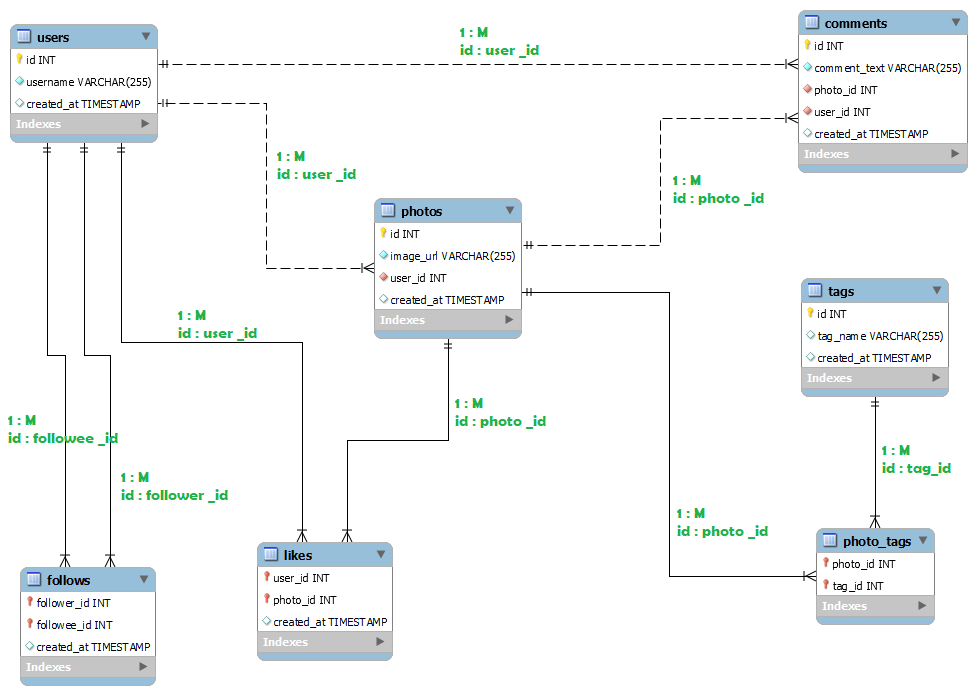 users
id INT
username VARCHAR(255)
created_at TIMESTAMP
Indexes
1 : M
id : user _id
comments
id INT
comment_text VARCHAR(255)
photo_id INT
user_id INT
created_at TIMESTAMP
Indexes
1 : M
id : user _id
1 : M
id : photo _id
photos
id INT
image_url VARCHAR(255)
user_id INT
created_at TIMESTAMP
Indexes
tags
id INT
tag_name VARCHAR(255)
created_at TIMESTAMP
Indexes
1 : M
id : user _id
1 : M
id : followee _id
1 : M
id : photo _id
1 : M
id : tag_id
1 : M
id : follower _id
1 : M
id : photo _id
follows
follower_id INT
followee_id INT
created_at TIMESTAMP
Indexes
likes
user_id INT
photo_id INT
created_at TIMESTAMP
Indexes
photo_tags
photo_id INT
tag_id INT
Indexes